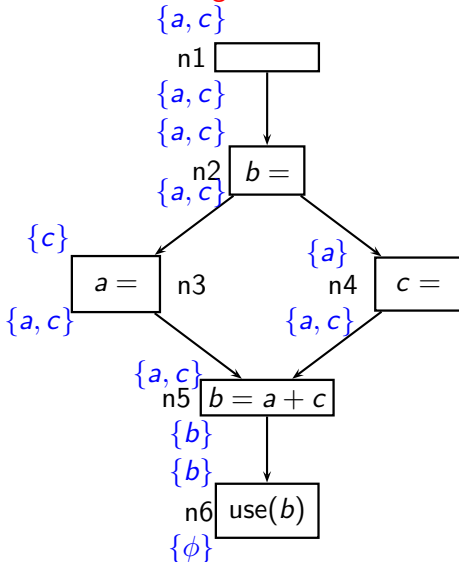 {a, c}
n1
{a, c}
{a, c}
n2 b =
{a, c}
{c}
{a}
a = n3
n4 c =
{a, c}
{a, c}
{a, c}
n5 b = a + c
{b}
{b}
n6 use(b)
{ϕ}